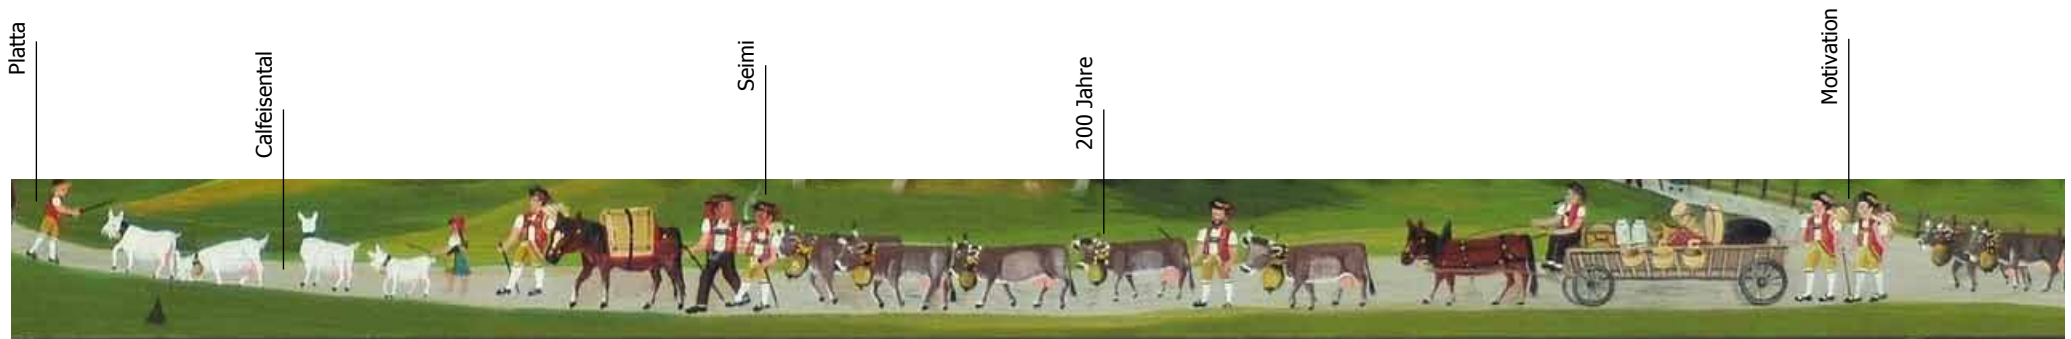 Platta
Calfeisental
Seimi
200 Jahre
Motivation